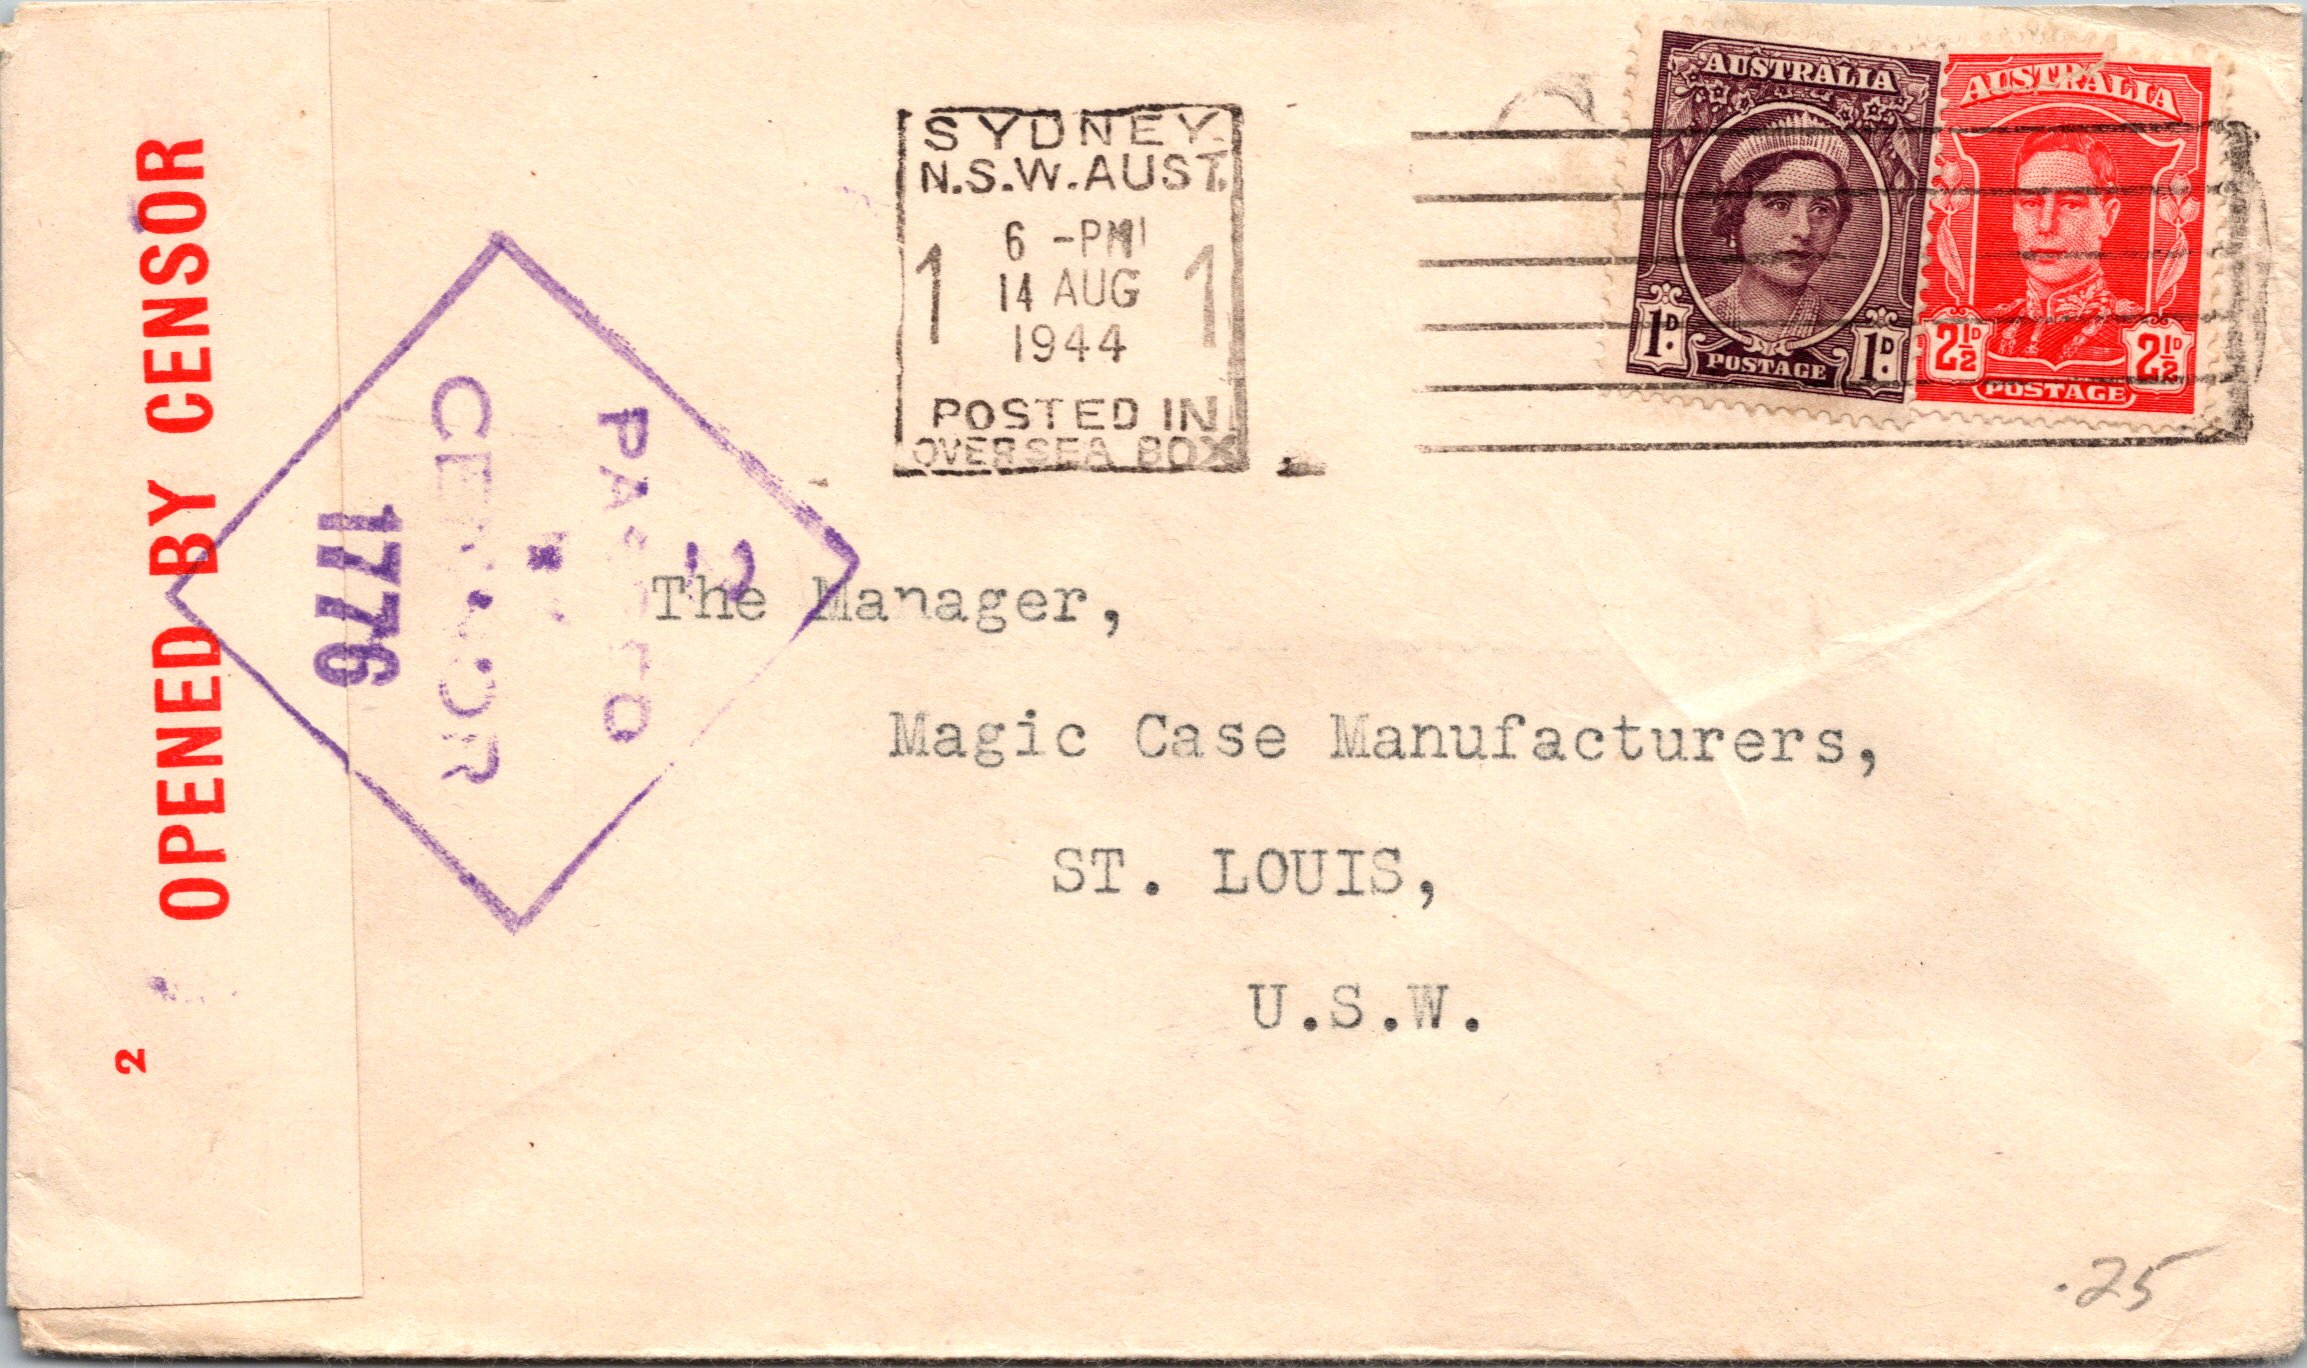 OPENED BY CENSOR
2
2
PASSED
BY
CENSOR
1776
SYDNEY
N.S.W. AUST.
6 -PM
14 AUG
1944
1 1
POSTED IN
OVERSEA BOX
AUSTRALIA
1D. 1D.
POSTAGE
AUSTRALIA
2½D 2½D
POSTAGE
The Manager,
Magic Case Manufacturers,
ST. LOUIS,
U.S.W.
.25